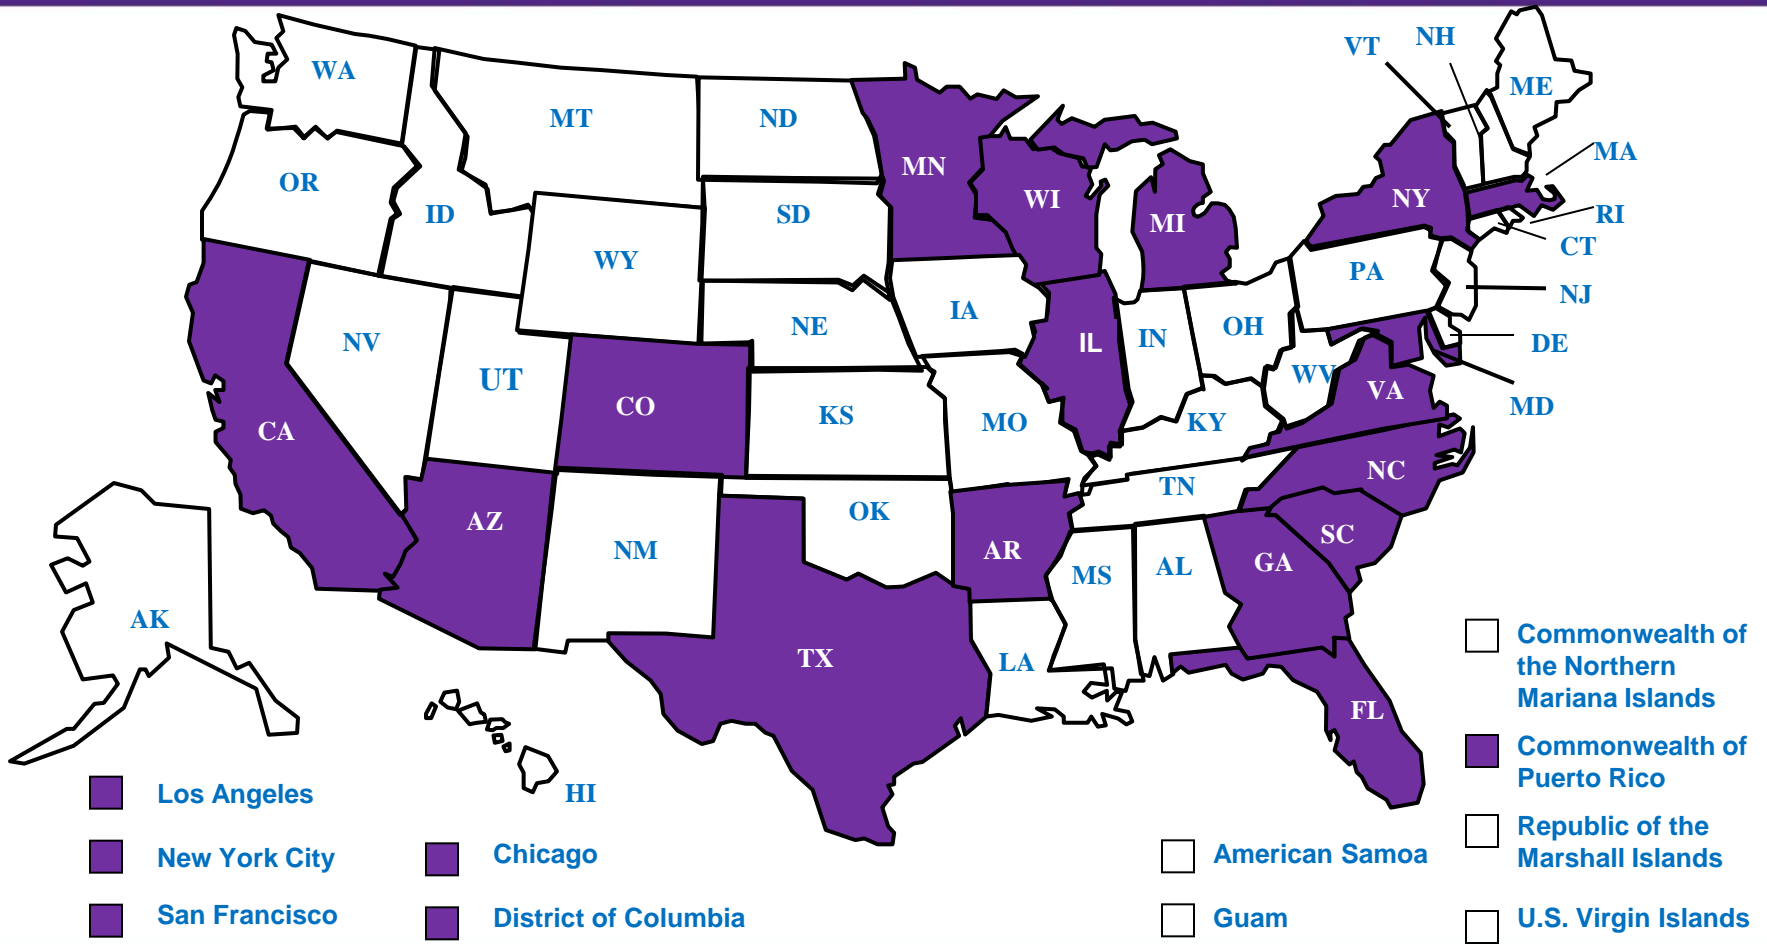 VT
NH
WA
ME
MT
ND
MA
MN
OR
WI
NY
ID
SD
RI
MI
CT
WY
PA
NJ
IA
NE
NV
IN
OH
IL
DE
UT
WV
CO
KS
VA
MD
MO
KY
CA
NC
TN
OK
AZ
SC
NM
AR
GA
MS
AL
AK
TX
LA
FL
HI
Los Angeles
New York City
San Francisco
Chicago
District of Columbia
American Samoa
Guam
Commonwealth of
the Northern
Mariana Islands
Commonwealth of
Puerto Rico
Republic of the
Marshall Islands
U.S. Virgin Islands